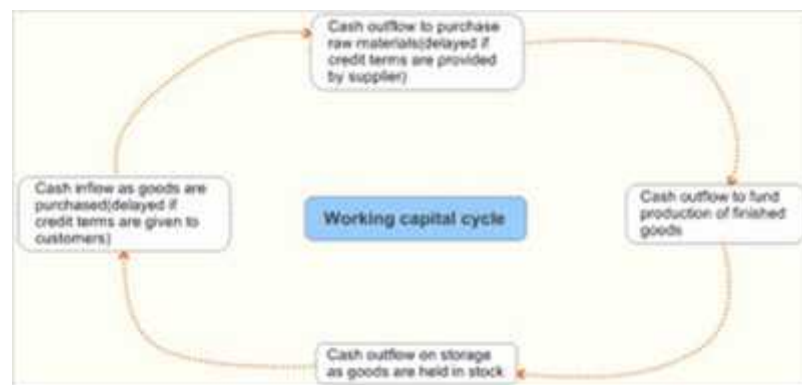 Cash outflow to purchase
raw materials(delayed if
credit terms are provided
by supplier)
Cash inflow as goods are
purchased(delayed if
credit terms are given to
customers)
Working capital cycle
Cash outflow to fund
production of finished
goods
Cash outflow on storage
as goods are held in stock